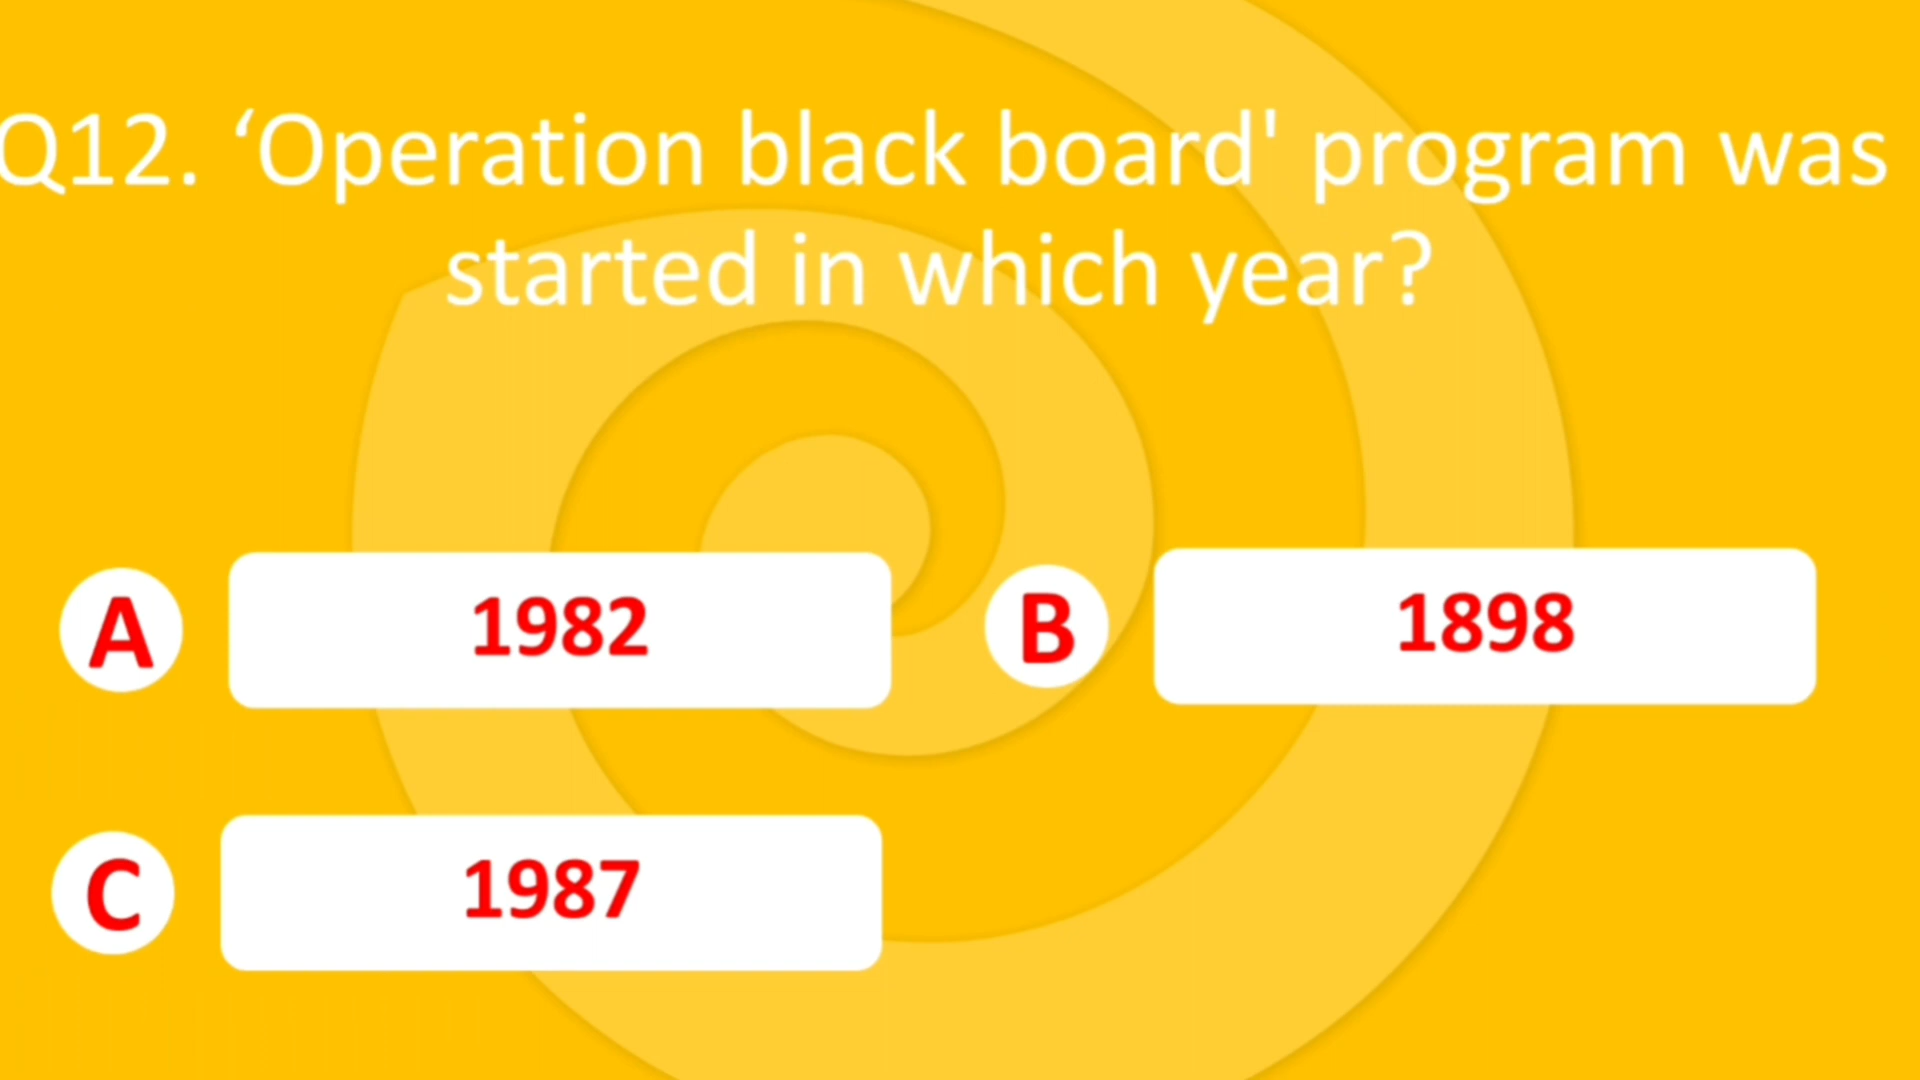 Q12. ‘Operation black board' program was
started in which year?
A 1982
B 1898
C 1987